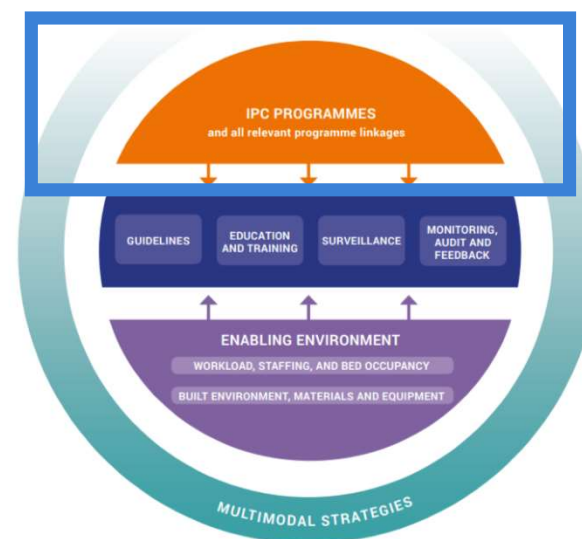 IPC PROGRAMMES
and all relevant programme linkages
GUIDELINES
EDUCATION
AND TRAINING
SURVEILLANCE
MONITORING,
AUDIT AND
FEEDBACK
ENABLING ENVIRONMENT
WORKLOAD, STAFFING, AND BED OCCUPANCY
BUILT ENVIRONMENT, MATERIALS AND EQUIPMENT
MULTIMODAL STRATEGIES